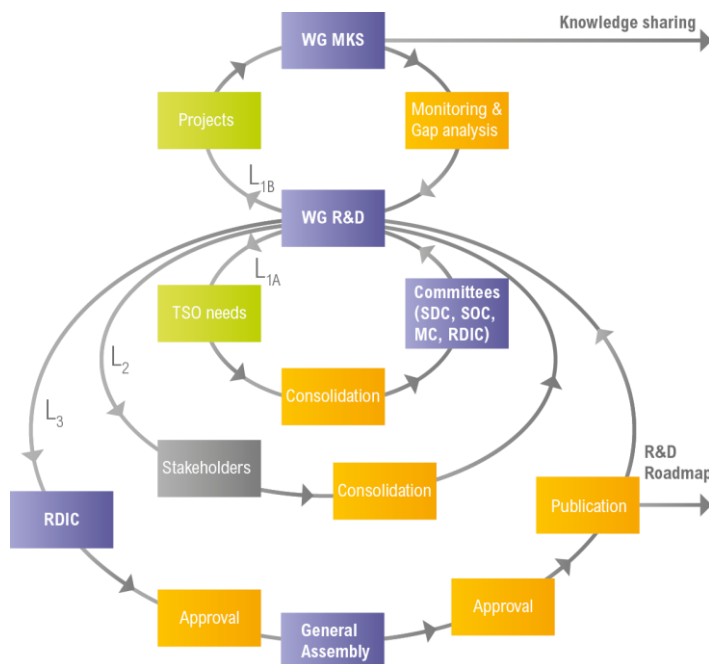 Knowledge sharing
WG MKS
Projects
Monitoring &
Gap analysis
L1B
WG R&D
L1A
TSO needs
Committees
(SDC, SOC,
MC, RDIC)
L2
Consolidation
L3
Stakeholders
Consolidation
R&D
Roadmap
Publication
RDIC
Approval
General
Assembly
Approval